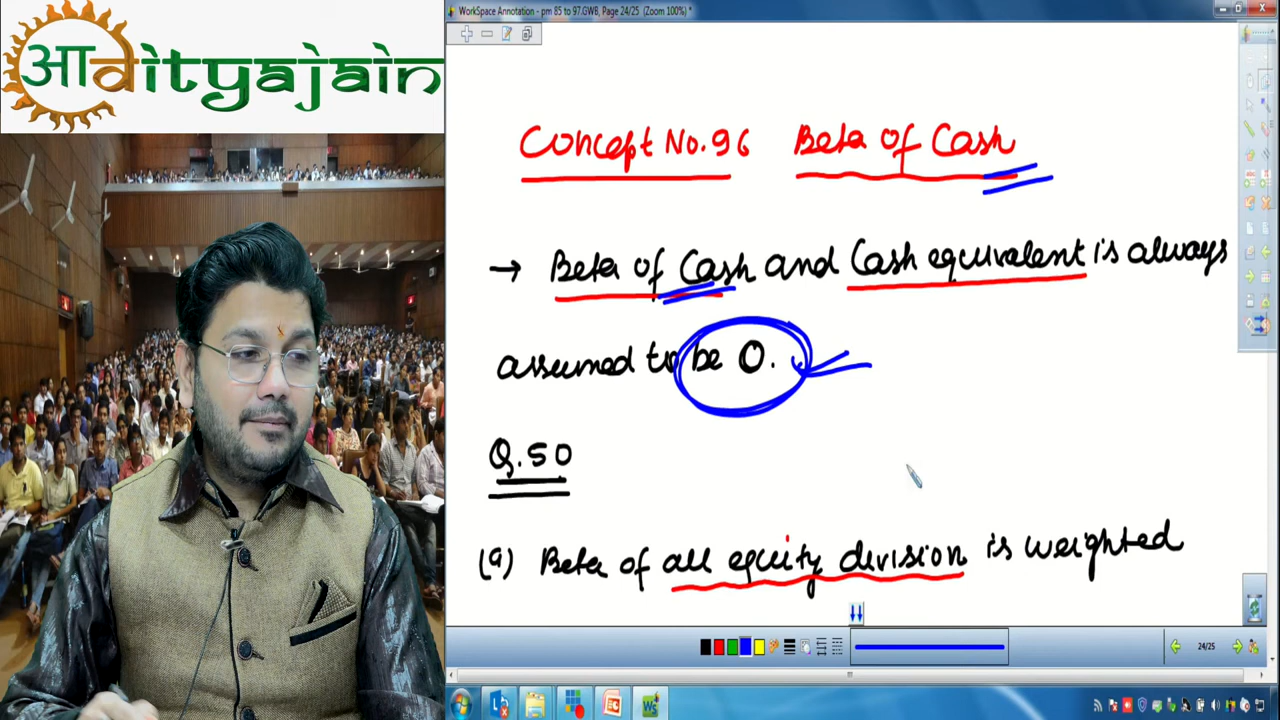 WorkSpace Annotation - pm 85 to 97.GWB, Page 24/25 (Zoom 100%) *
आdityajain
Concept No.96 Beta of Cash
→ Beta of Cash and Cash equivalent is always
assumed to be 0.
Q.50
(a) Beta of all equity division is weighted
24/25